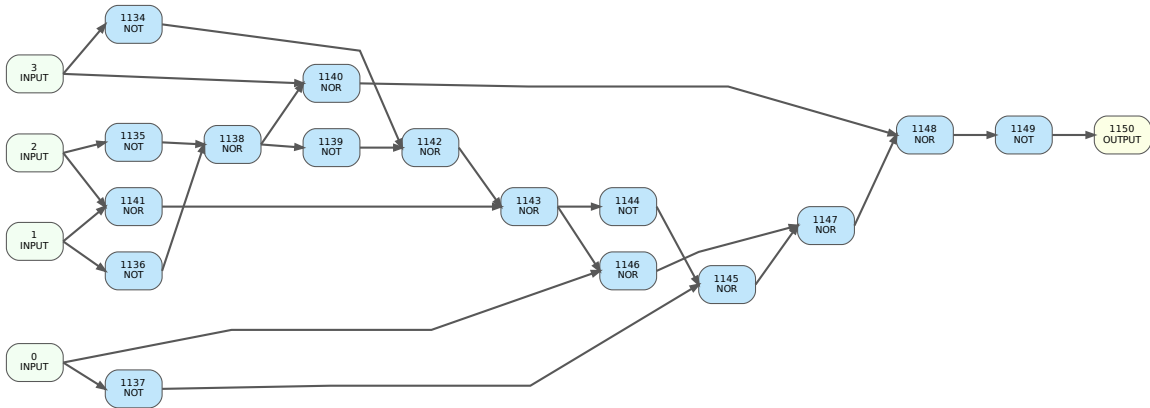 1134
NOT
3
INPUT
1140
NOR
1135
NOT
1138
NOR
1139
NOT
1142
NOR
1148
NOR
1149
NOT
1150
OUTPUT
2
INPUT
1141
NOR
1143
NOR
1144
NOT
1147
NOR
1
INPUT
1136
NOT
1146
NOR
1145
NOR
0
INPUT
1137
NOT